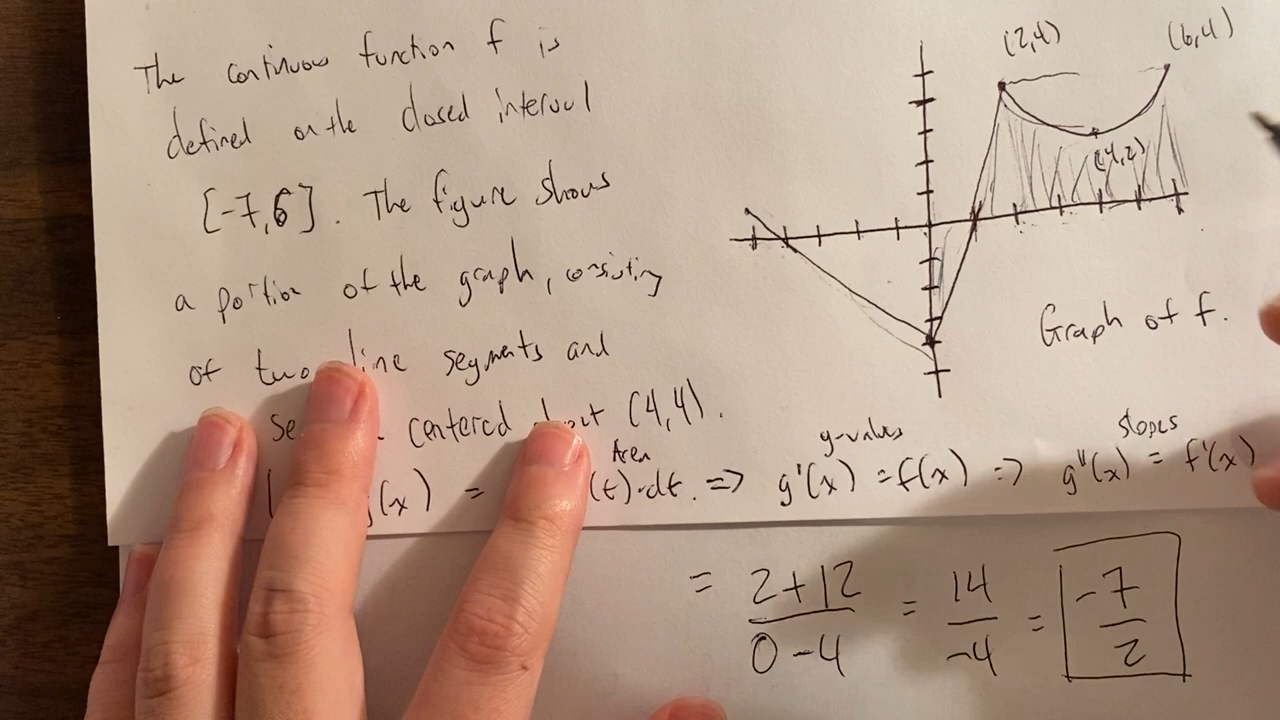 The continuous function f is
defined on the closed interval
[-7,6]. The figure shows
a portion of the graph, consisting
of two line segments and
centered about (4,4).
Area
(x) = (t)·dt. => g'(x) = f(x) => g''(x) = f'(x)
y-values
slopes
= 2+12 / 0-4 = 14 / -4 = -7 / 2
(2,4)
(6,4)
(4,2)
Graph of f.